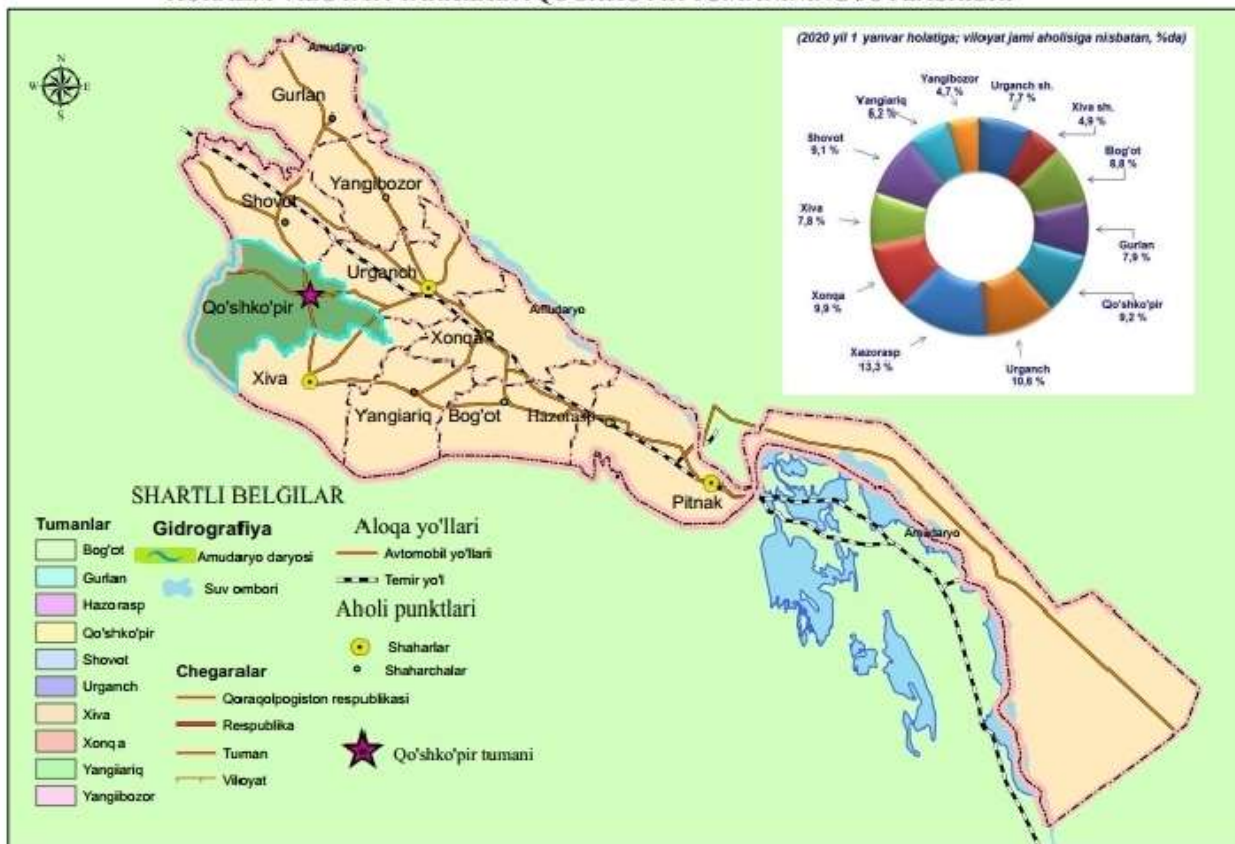 (2020 yil 1 yanvar holatiga; viloyat jami aholisiga nisbatan, %da)
Yangibozor
4,7 %
Urganch sh.
7,7 %
Xiva sh.
4,9 %
Bog'ot
8,8 %
Gurlan
7,9 %
Qo'shko'pir
9,2 %
Urganch
10,6 %
Xazorasp
13,3 %
Xonqa
9,9 %
Xiva
7,8 %
Shovot
9,1 %
Yangiariq
6,2 %
N
W E
S
Amudaryo
Gurlan
Yangibozor
Shovot
Urganch
Amudaryo
Qo'shko'pir
Xonqa
Xiva
Yangiariq
Bog'ot
Hazorasp
Pitnak
Amudaryo
SHARTLI BELGILAR
Tumanlar
Bog'ot
Gurlan
Hazorasp
Qo'shko'pir
Shovot
Urganch
Xiva
Xonqa
Yangiariq
Yangibozor
Gidrografiya
Amudaryo daryosi
Suv ombori
Chegaralar
Qoraqolpogiston respublikasi
Respublika
Tuman
Viloyat
Aloqa yo'llari
Avtomobil yo'llarii
Temir yo'l
Aholi punktlari
Shaharlar
Shaharchalar
Qo'shko'pir tumani